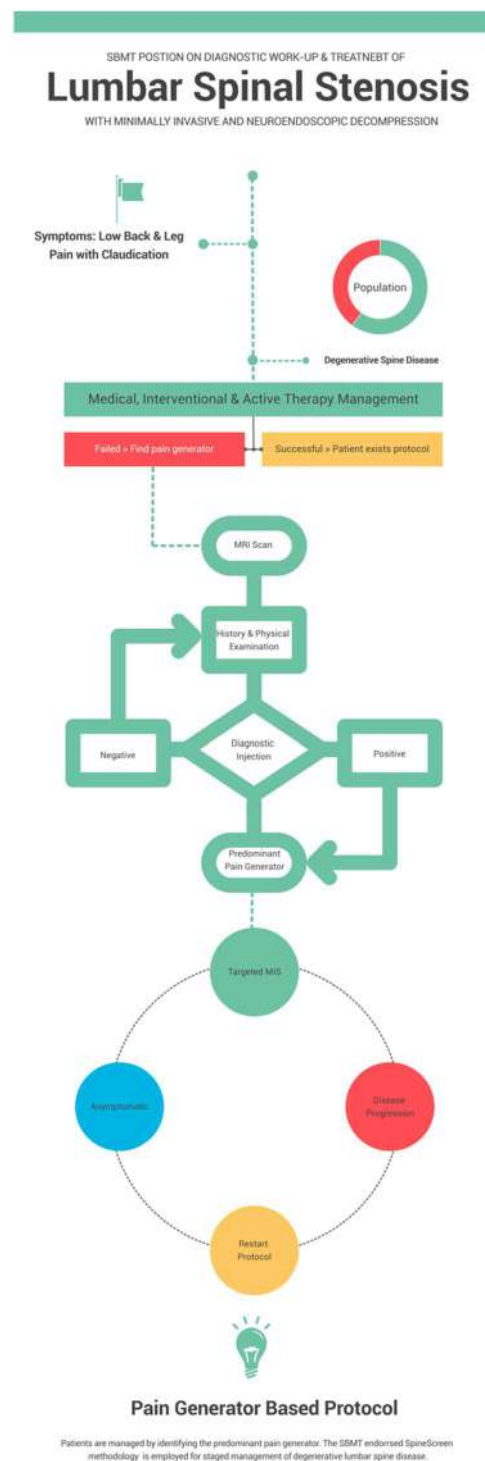 SBMT POSTION ON DIAGNOSTIC WORK-UP & TREATNEBT OF
Lumbar Spinal Stenosis
WITH MINIMALLY INVASIVE AND NEUROENDOSCOPIC DECOMPRESSION
Symptoms: Low Back & Leg
Pain with Claudication
Population
Degenerative Spine Disease
Medical, Interventional & Active Therapy Management
Failed » Find pain generator
Successful » Patient exists protocol
MRI Scan
History & Physical
Examination
Diagnostic
Injection
Negative
Positive
Predominant
Pain Generator
Targeted MIS
Asymptomatic
Disease
Progression
Restart
Protocol
Pain Generator Based Protocol
Patients are managed by identifying the predominant pain generator. The SBMT endorsed SpineScreen
methodology is employed for staged management of degenerative lumbar spine disease.